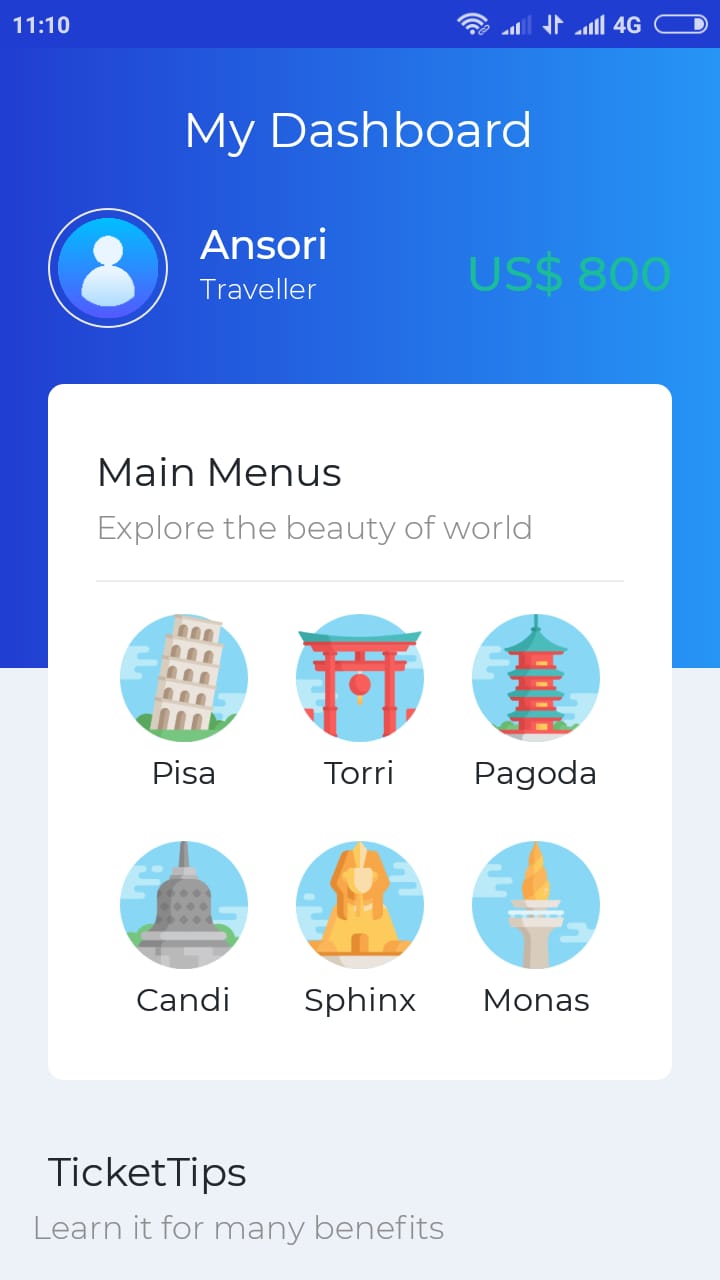 11:10 4G
My Dashboard
Ansori
Traveller
US$ 800
Main Menus
Explore the beauty of world
Pisa Torri Pagoda
Candi Sphinx Monas
TicketTips
Learn it for many benefits